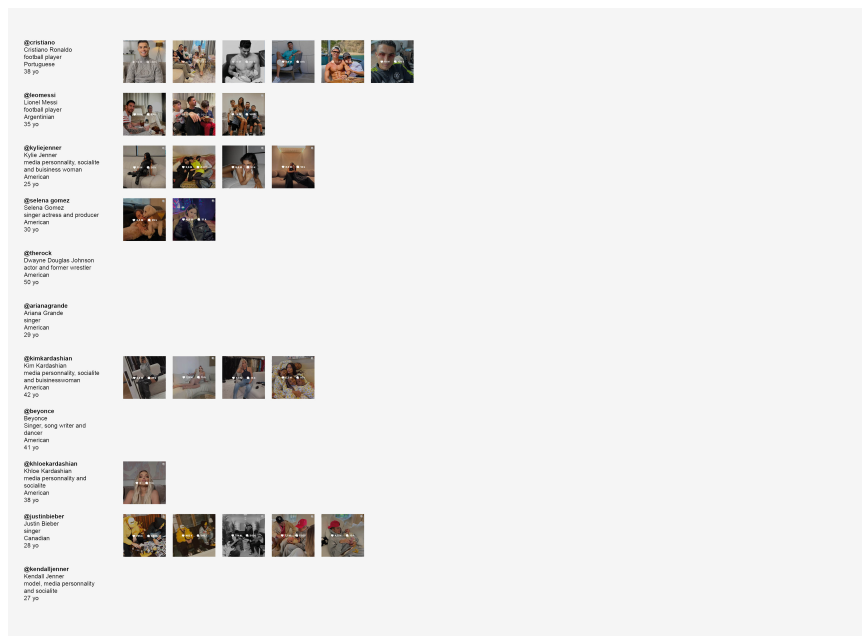 @cristiano
Cristiano Ronaldo
football player
Portuguese
38 yo
@leomessi
Lionel Messi
football player
Argentinian
35 yo
@kyliejenner
Kylie Jenner
media personnality, socialite
and buisiness woman
American
25 yo
@selena gomez
Selena Gomez
singer actress and producer
American
30 yo
@therock
Dwayne Douglas Johnson
actor and former wrestler
American
50 yo
@arianagrande
Ariana Grande
singer
American
29 yo
@kimkardashian
Kim Kardashian
media personnality, socialite
and buisinesswoman
American
42 yo
@beyonce
Beyonce
Singer, song writer and
dancer
American
41 yo
@khloekardashian
Khloe Kardashian
media personnality and
socialite
American
38 yo
@justinbieber
Justin Bieber
singer
Canadian
28 yo
@kendalljenner
Kendall Jenner
model, media personnality
and socialite
27 yo